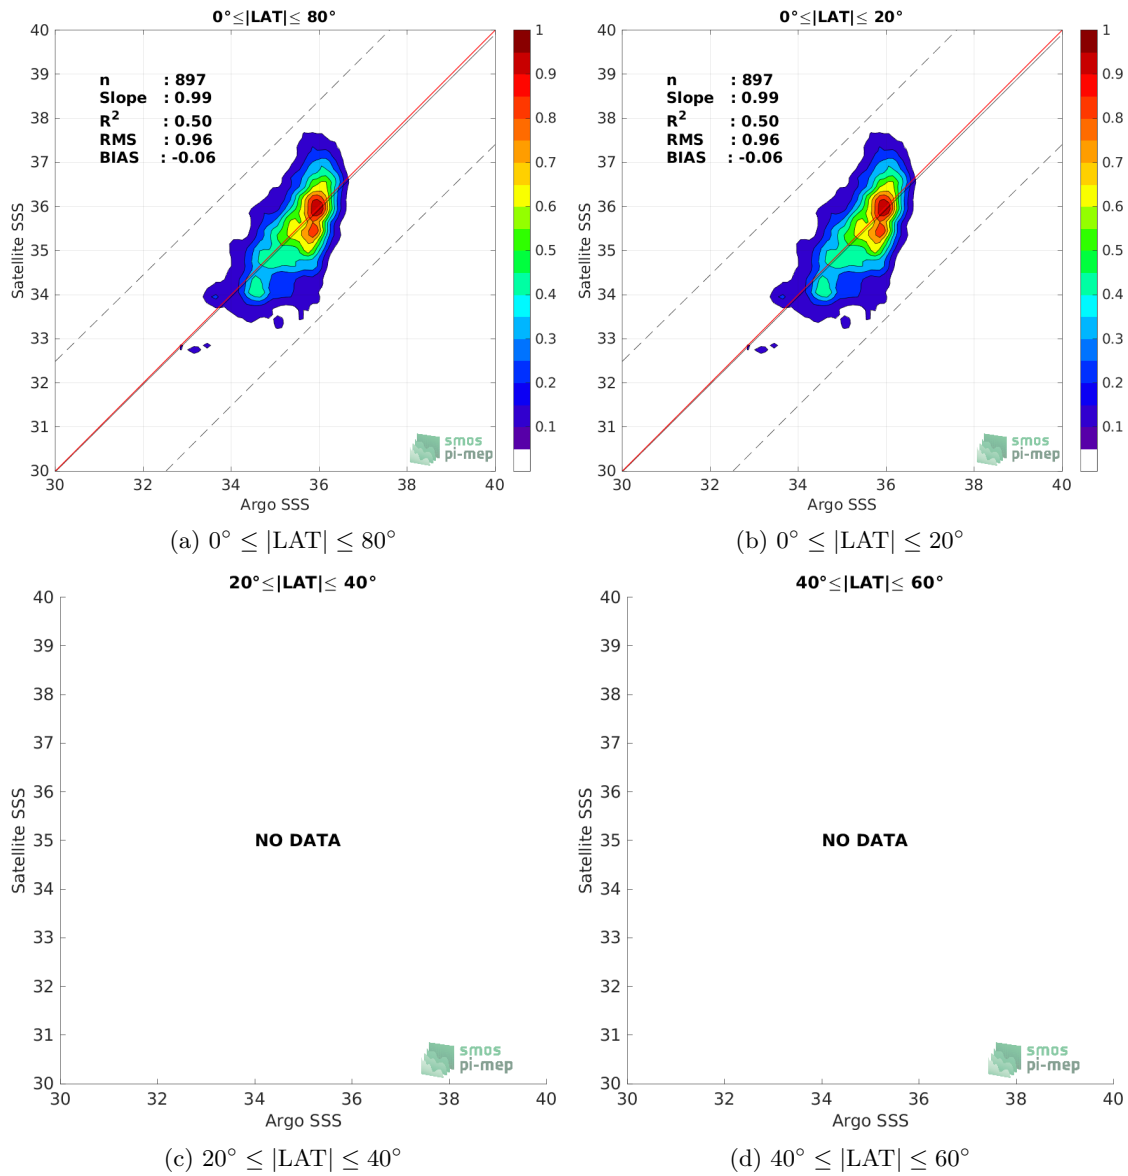 0°≤|LAT|≤ 80°
40
39
38
37
36
35
34
33
32
31
30
Satellite SSS
n : 897
Slope : 0.99
R² : 0.50
RMS : 0.96
BIAS : -0.06
smos
pi-mep
30 32 34 36 38 40
Argo SSS
1
0.9
0.8
0.7
0.6
0.5
0.4
0.3
0.2
0.1
(a) 0° ≤ |LAT| ≤ 80°
0°≤|LAT|≤ 20°
40
39
38
37
36
35
34
33
32
31
30
Satellite SSS
n : 897
Slope : 0.99
R² : 0.50
RMS : 0.96
BIAS : -0.06
smos
pi-mep
30 32 34 36 38 40
Argo SSS
1
0.9
0.8
0.7
0.6
0.5
0.4
0.3
0.2
0.1
(b) 0° ≤ |LAT| ≤ 20°
20°≤|LAT|≤ 40°
40
39
38
37
36
35
34
33
32
31
30
Satellite SSS
NO DATA
smos
pi-mep
30 32 34 36 38 40
Argo SSS
(c) 20° ≤ |LAT| ≤ 40°
40°≤|LAT|≤ 60°
40
39
38
37
36
35
34
33
32
31
30
Satellite SSS
NO DATA
smos
pi-mep
30 32 34 36 38 40
Argo SSS
(d) 40° ≤ |LAT| ≤ 60°